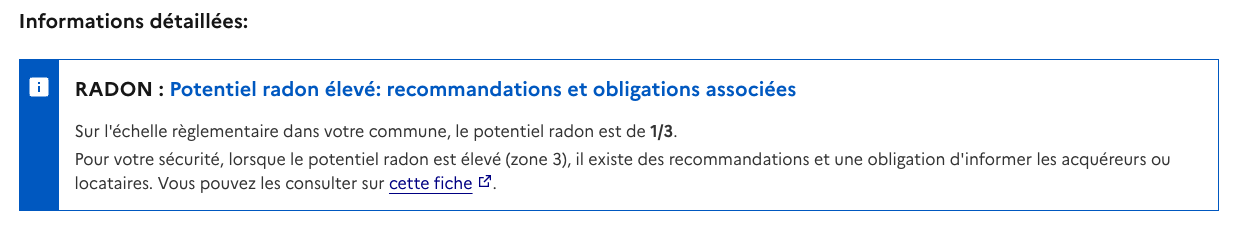 Informations détaillées:
RADON : Potentiel radon élevé: recommandations et obligations associées
Sur l'échelle règlementaire dans votre commune, le potentiel radon est de 1/3.
Pour votre sécurité, lorsque le potentiel radon est élevé (zone 3), il existe des recommandations et une obligation d'informer les acquéreurs ou
locataires. Vous pouvez les consulter sur cette fiche.